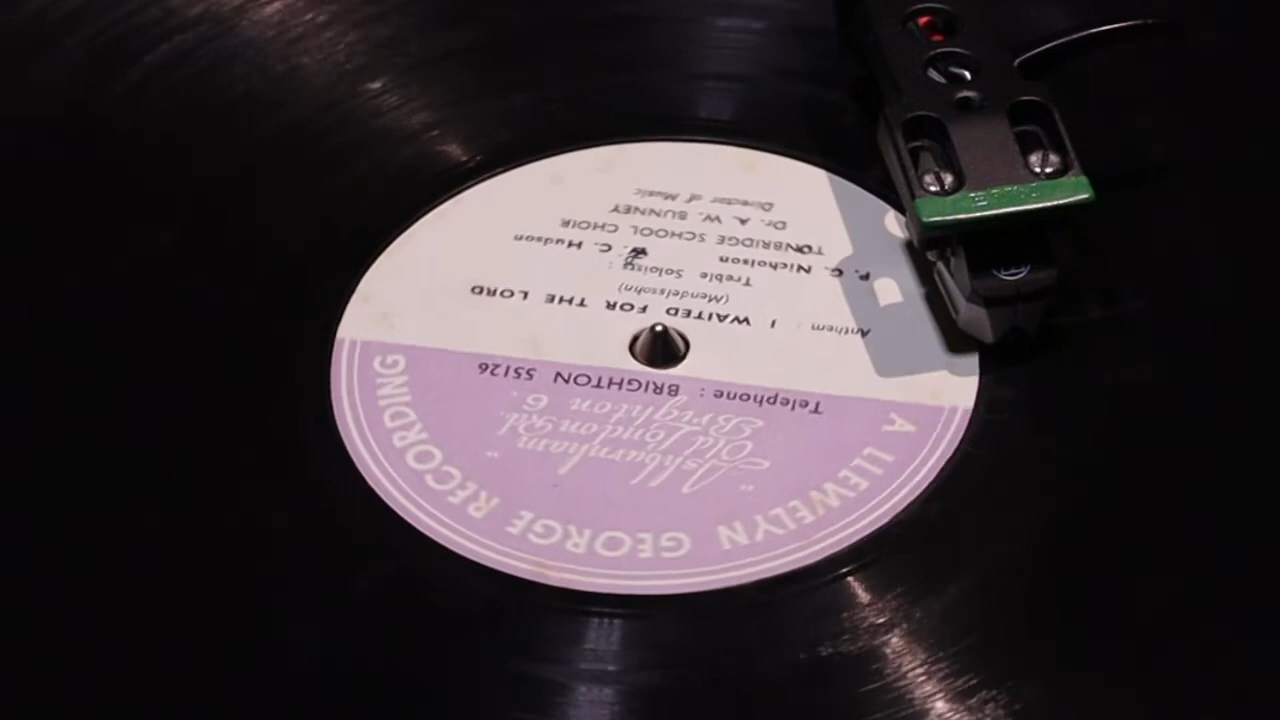 A LLEWELYN GEORGE RECORDING
"Ashburnham"
Old London Rd.
Brighton 6.
Telephone : BRIGHTON 55126
Anthem : I WAITED FOR THE LORD
(Mendelssohn)
Treble Soloists :
P. G. Nicholson C. Hudson
TONBRIDGE SCHOOL CHOIR
Dr. A. W. BUNNEY
Director of Music